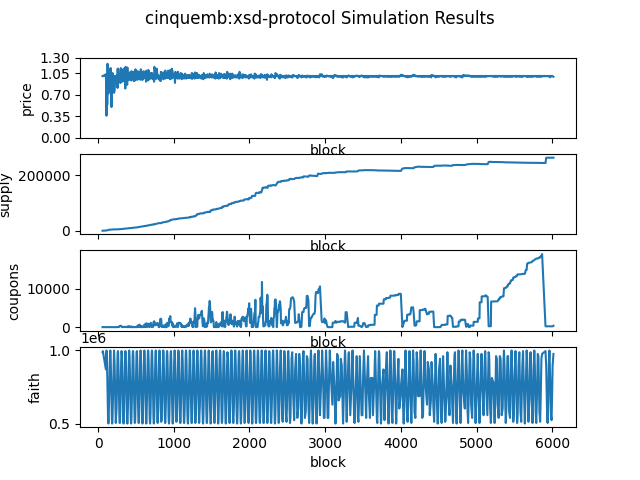 cinquemb:xsd-protocol Simulation Results
1.30
1.05
0.70
0.35
0.00
price
block
200000
0
supply
block
10000
0
coupons
block
1e6
1.0
0.5
faith
0
1000
2000
3000
4000
5000
6000
block